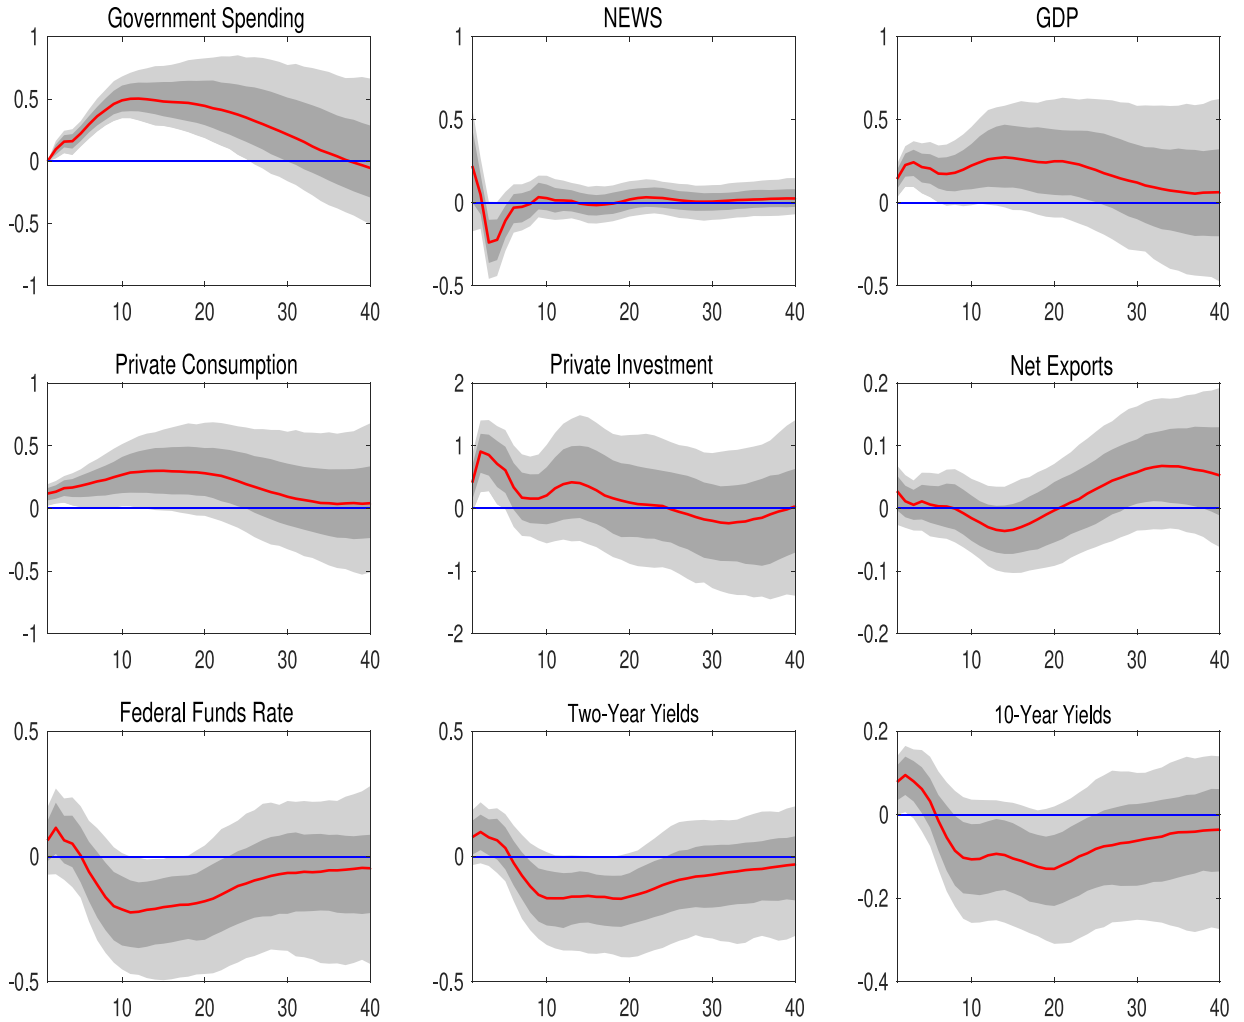 Government Spending
1
0.5
0
-0.5
-1
10 20 30 40
NEWS
1
0.5
0
-0.5
10 20 30 40
GDP
1
0.5
0
-0.5
10 20 30 40
Private Consumption
1
0.5
0
-0.5
-1
10 20 30 40
Private Investment
2
1
0
-1
-2
10 20 30 40
Net Exports
0.2
0.1
0
-0.1
-0.2
10 20 30 40
Federal Funds Rate
0.5
0
-0.5
10 20 30 40
Two-Year Yields
0.5
0
-0.5
10 20 30 40
10-Year Yields
0.2
0
-0.2
-0.4
10 20 30 40